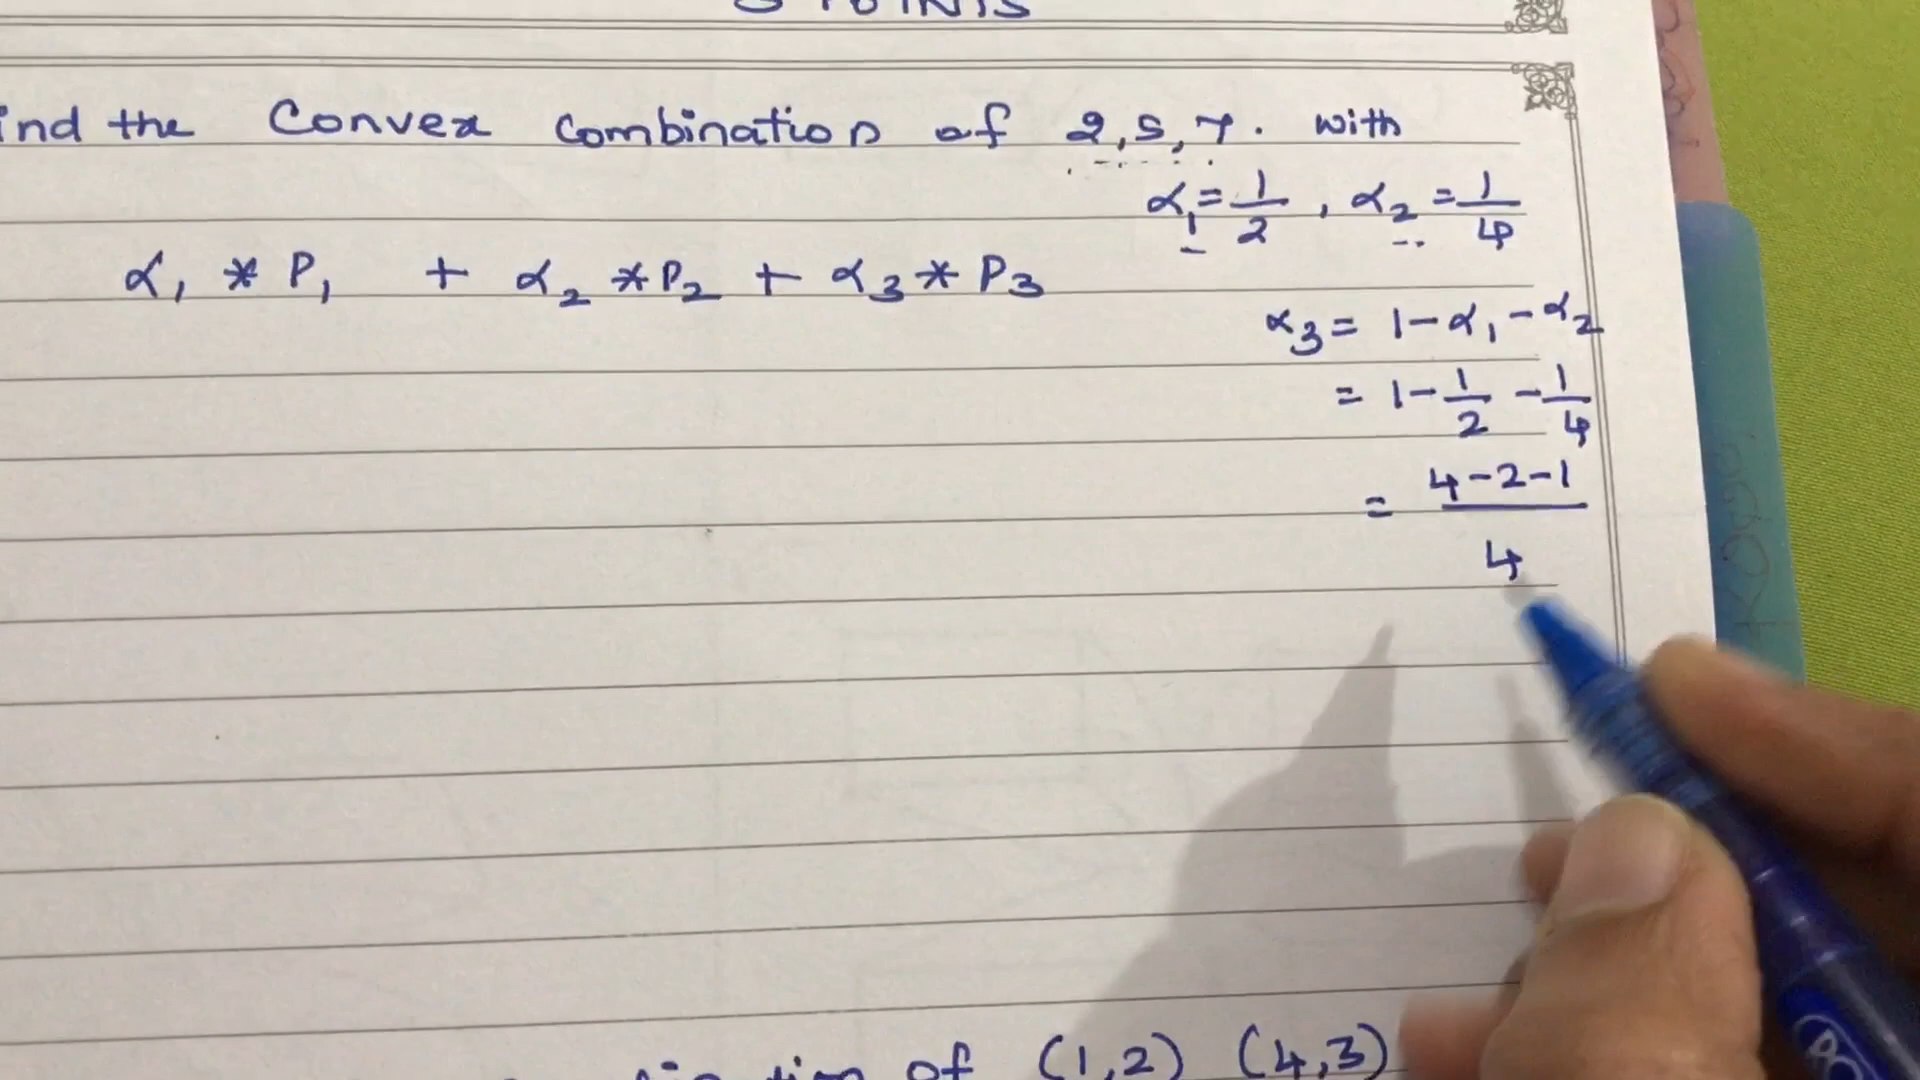 POINTS
ind the Convex Combination of 2,5,7. with
α₁ = 1/2 , α₂ = 1/4
α₁ * P₁ + α₂ * P₂ + α₃ * P₃
α₃ = 1 - α₁ - α₂
= 1 - 1/2 - 1/4
= 4-2-1/4
of (1,2) (4,3)